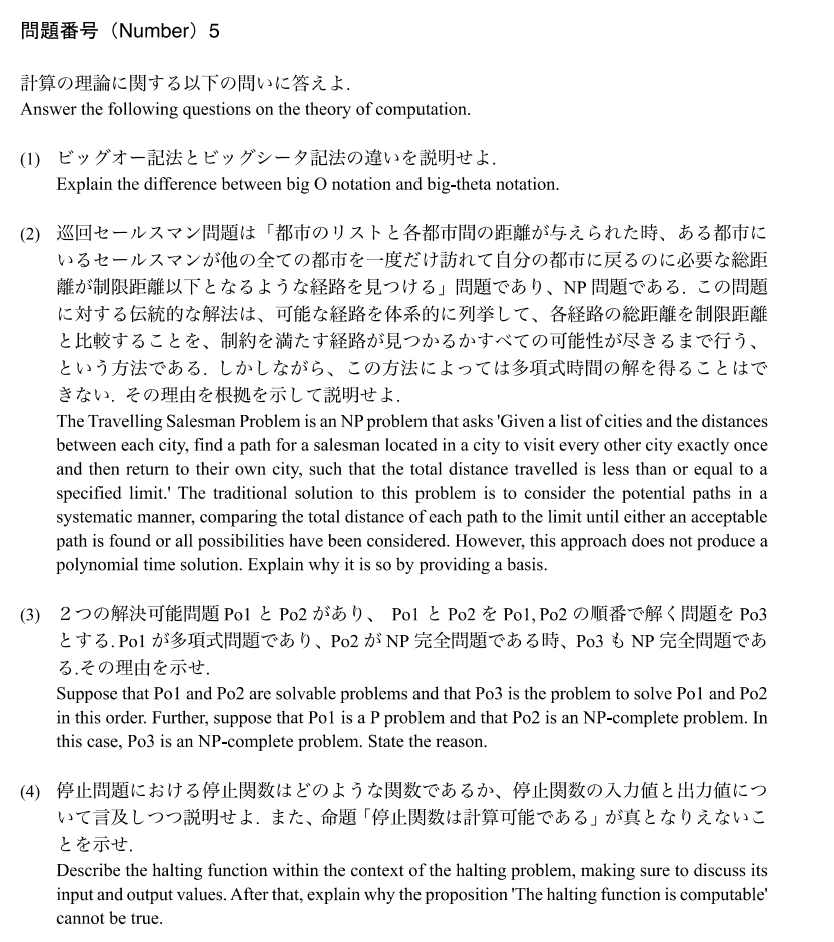 問題番号（Number）5
計算の理論に関する以下の問いに答えよ.
Answer the following questions on the theory of computation.
(1) ビッグオー記法とビッグシータ記法の違いを説明せよ.
Explain the difference between big O notation and big-theta notation.
(2) 巡回セールスマン問題は「都市のリストと各都市間の距離が与えられた時、ある都市に
いるセールスマンが他の全ての都市を一度だけ訪れて自分の都市に戻るのに必要な総距
離が制限距離以下となるような経路を見つける」問題であり、NP 問題である. この問題
に対する伝統的な解法は、可能な経路を体系的に列挙して、各経路の総距離を制限距離
と比較することを、制約を満たす経路が見つかるかすべての可能性が尽きるまで行う、
という方法である. しかしながら、この方法によっては多項式時間の解を得ることはで
きない. その理由を根拠を示して説明せよ.
The Travelling Salesman Problem is an NP problem that asks 'Given a list of cities and the distances
between each city, find a path for a salesman located in a city to visit every other city exactly once
and then return to their own city, such that the total distance travelled is less than or equal to a
specified limit.' The traditional solution to this problem is to consider the potential paths in a
systematic manner, comparing the total distance of each path to the limit until either an acceptable
path is found or all possibilities have been considered. However, this approach does not produce a
polynomial time solution. Explain why it is so by providing a basis.
(3) ２つの解決可能問題 Po1 と Po2 があり、 Po1 と Po2 を Po1, Po2 の順番で解く問題を Po3
とする. Po1 が多項式問題であり、Po2 が NP 完全問題である時、Po3 も NP 完全問題であ
る.その理由を示せ.
Suppose that Po1 and Po2 are solvable problems and that Po3 is the problem to solve Po1 and Po2
in this order. Further, suppose that Po1 is a P problem and that Po2 is an NP-complete problem. In
this case, Po3 is an NP-complete problem. State the reason.
(4) 停止問題における停止関数はどのような関数であるか、停止関数の入力値と出力値につ
いて言及しつつ説明せよ. また、命題「停止関数は計算可能である」が真となりえないこ
とを示せ.
Describe the halting function within the context of the halting problem, making sure to discuss its
input and output values. After that, explain why the proposition 'The halting function is computable'
cannot be true.